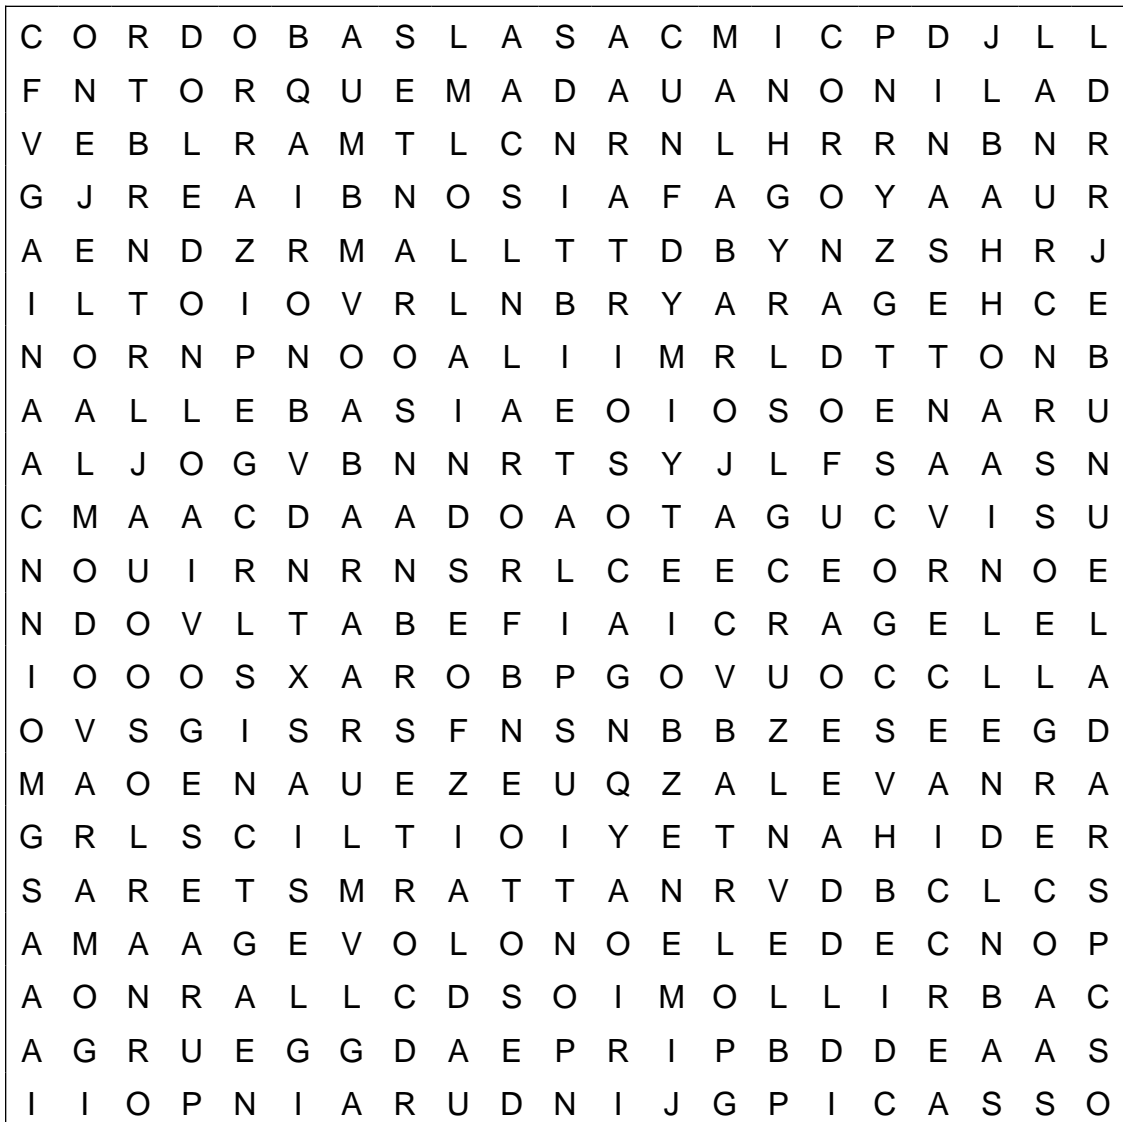 C O R D O B A S L A S A C M I C P D J L L
F N T O R Q U E M A D A U A N O N I L A D
V E B L R A M T L C N R N L H R R N B N R
G J R E A I B N O S I A F A G O Y A A U R
A E N D Z R M A L L T T D B Y N Z S H R J
I L T O I O V R L N B R Y A R A G E H C E
N O R N P N O O A L I I M R L D T T O N B
A A L L E B A S I A E O I O S O E N A R U
A L J O G V B N N R T S Y J L F S A A S N
C M A A C D A A D O A O T A G U C V I S U
N O U I R N R N S R L C E E C E O R N O E
N D O V L T A B E F I A I C R A G E L E L
I O O O S X A R O B P G O V U O C C L L A
O V S G I S R S F N S N B B Z E S E E G D
M A O E N A U E Z E U Q Z A L E V A N R A
G R L S C I L T I O I Y E T N A H I D E R
S A R E T S M R A T T A N R V D B C L C S
A M A A G E V O L O N O E L E D E C N O P
A O N R A L L C D S O I M O L L I R B A C
A G R U E G G D A E P R I P B D D E A A S
I I O P N I A R U D N I J G P I C A S S O